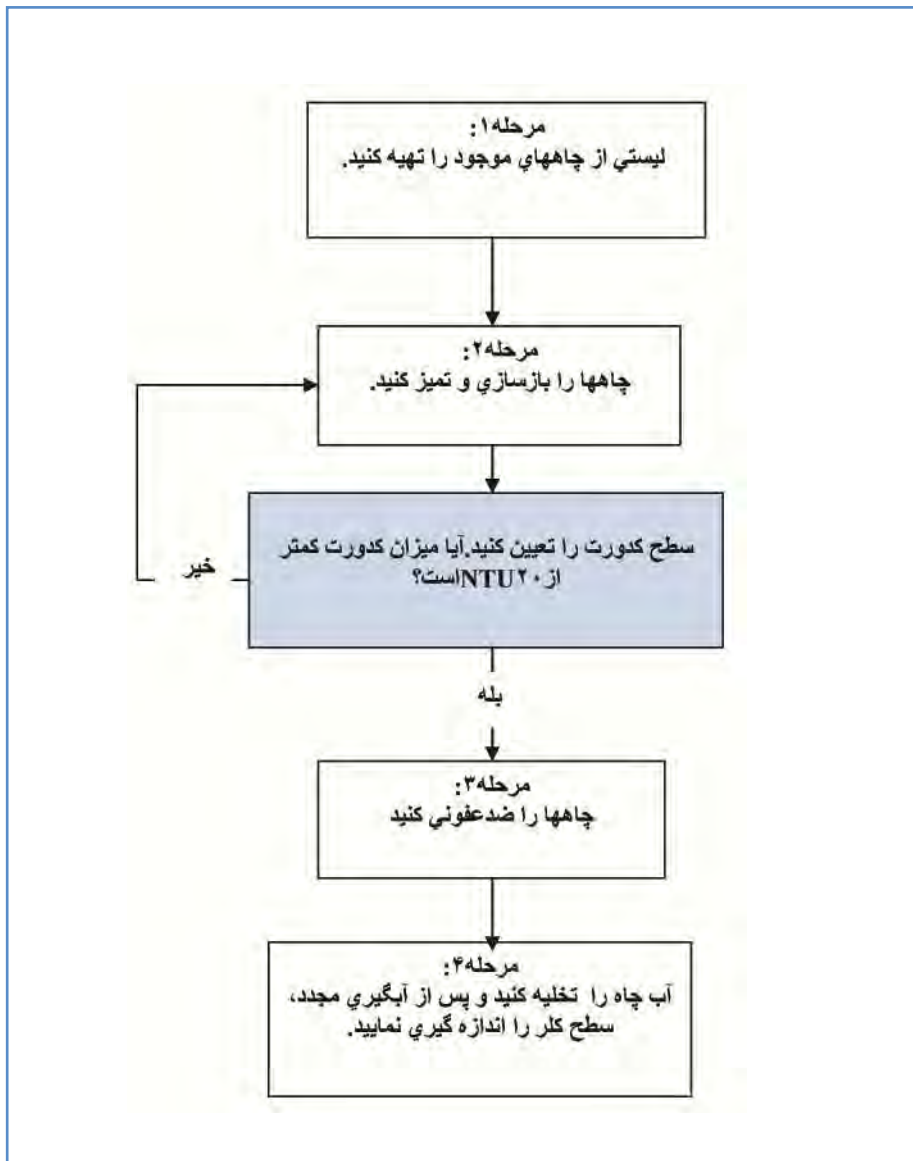 مرحله۱:
ليستي از چاههاي موجود را تهيه كنيد.
مرحله۲:
چاهها را بازسازي و تميز كنيد.
سطح كدورت را تعيين كنيد.آيا ميزان كدورت كمتر
از NTU۲۰است؟
خير
بله
مرحله۳:
چاهها را ضدعفوني كنيد
مرحله۴:
آب چاه را تخليه كنيد و پس از آبگيري مجدد،
سطح كلر را اندازه گيري نماييد.